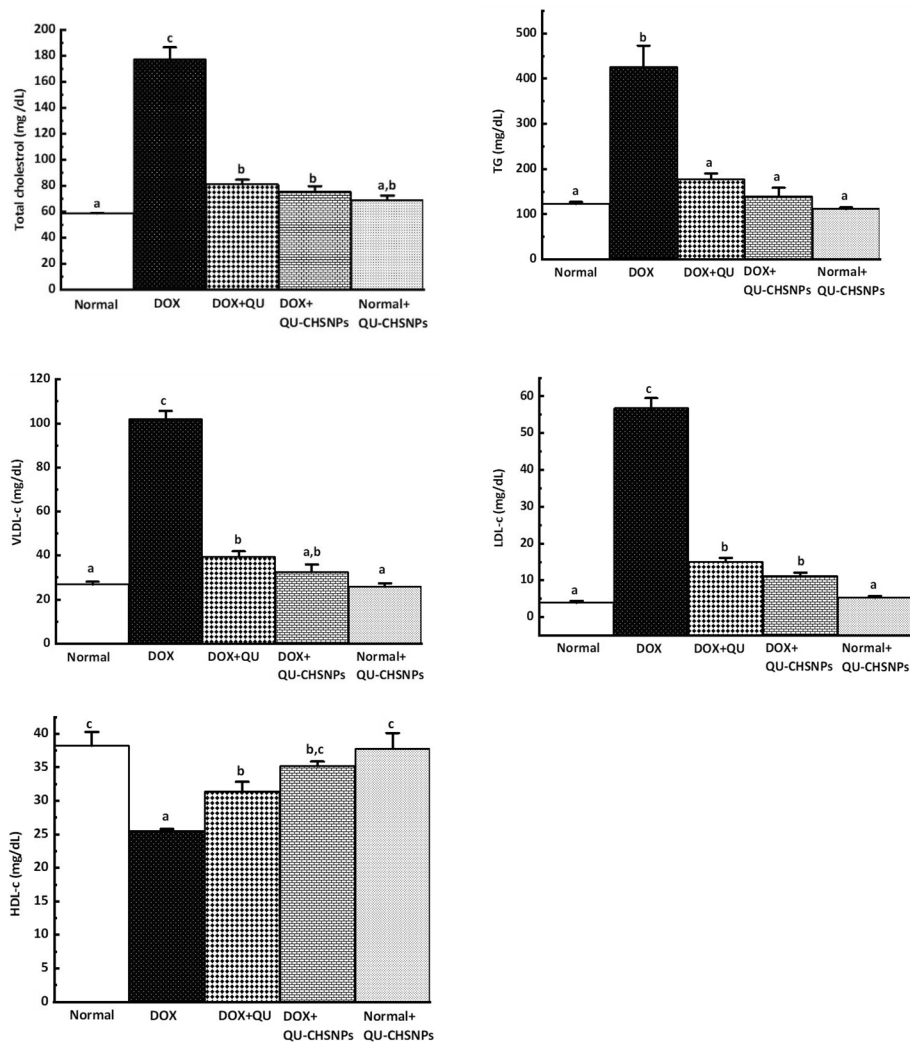 Total cholestrol (mg /dL)
200
180
160
140
120
100
80
60
40
20
0
a
c
b
b
a,b
Normal
DOX
DOX+QU
DOX+
QU-CHSNPs
Normal+
QU-CHSNPs
TG (mg/dL)
500
400
300
200
100
0
a
b
a
a
a
Normal
DOX
DOX+QU
DOX+
QU-CHSNPs
Normal+
QU-CHSNPs
VLDL-c (mg/dL)
120
100
80
60
40
20
0
a
c
b
a,b
a
Normal
DOX
DOX+QU
DOX+
QU-CHSNPs
Normal+
QU-CHSNPs
LDL-c (mg/dL)
60
50
40
30
20
10
0
a
c
b
b
a
Normal
DOX
DOX+QU
DOX+
QU-CHSNPs
Normal+
QU-CHSNPs
HDL-c (mg/dL)
40
35
30
25
20
15
10
5
0
c
a
b
b,c
c
Normal
DOX
DOX+QU
DOX+
QU-CHSNPs
Normal+
QU-CHSNPs